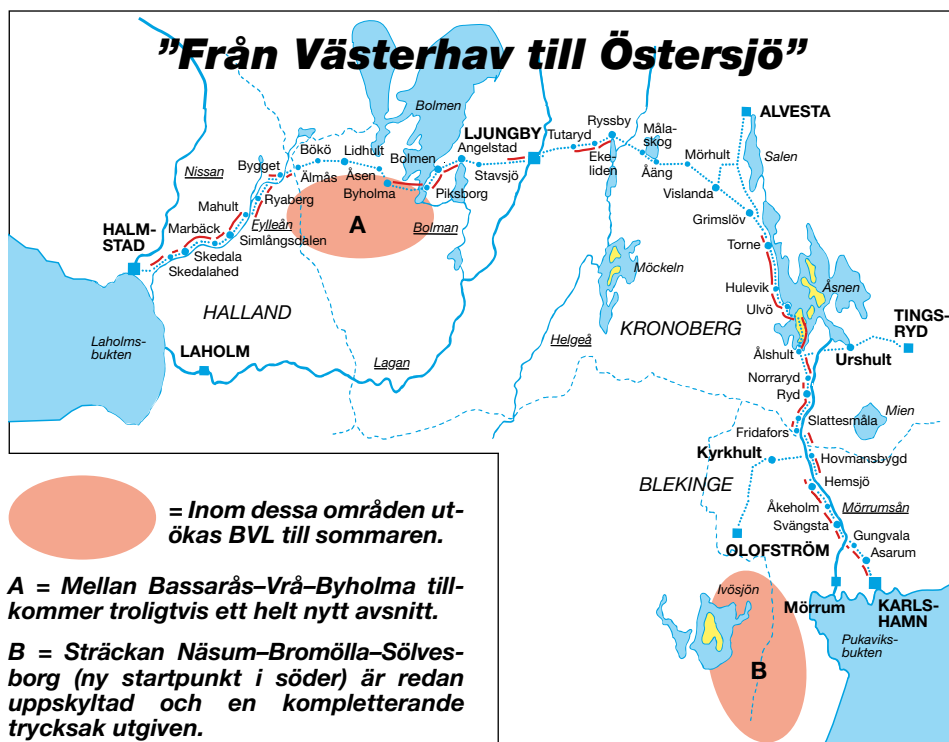 ”Från Västerhav till Östersjö”
Bolmen
ALVESTA
LJUNGBY
Tutaryd
Ryssby
Måla-
skog
Salen
Bökö
Lidhult
Bolmen
Angelstad
Nissan
Bygget
Älmås
Åsen
Byholma
Stavsjö
Eke-
liden
Ääng
Mörhult
Vislanda
Piksborg
Mahult
Ryaberg
Grimslöv
Fylleån
A
Bolman
HALM-
STAD
Marbäck
Simlångsdalen
Torne
Skedala
Skedalahed
Möckeln
Hulevik
Åsnen
HALLAND
Ulvö
KRONOBERG
TINGS-
RYD
Laholms-
bukten
LAHOLM
Lagan
Helgeå
Ålshult
Urshult
Norraryd
Ryd
Mien
Slattesmåla
Fridafors
Kyrkhult
Hovmansbygd
BLEKINGE
Hemsjö
Åkeholm
Mörrumsån
Svängsta
Gungvala
OLOFSTRÖM
Asarum
Ivösjön
Mörrum
KARLS-
HAMN
Pukaviks-
bukten
B
= Inom dessa områden ut-
ökas BVL till sommaren.
A = Mellan Bassarås–Vrå–Byholma till-
kommer troligtvis ett helt nytt avsnitt.
B = Sträckan Näsum–Bromölla–Sölves-
borg (ny startpunkt i söder) är redan
uppskyltad och en kompletterande
trycksak utgiven.